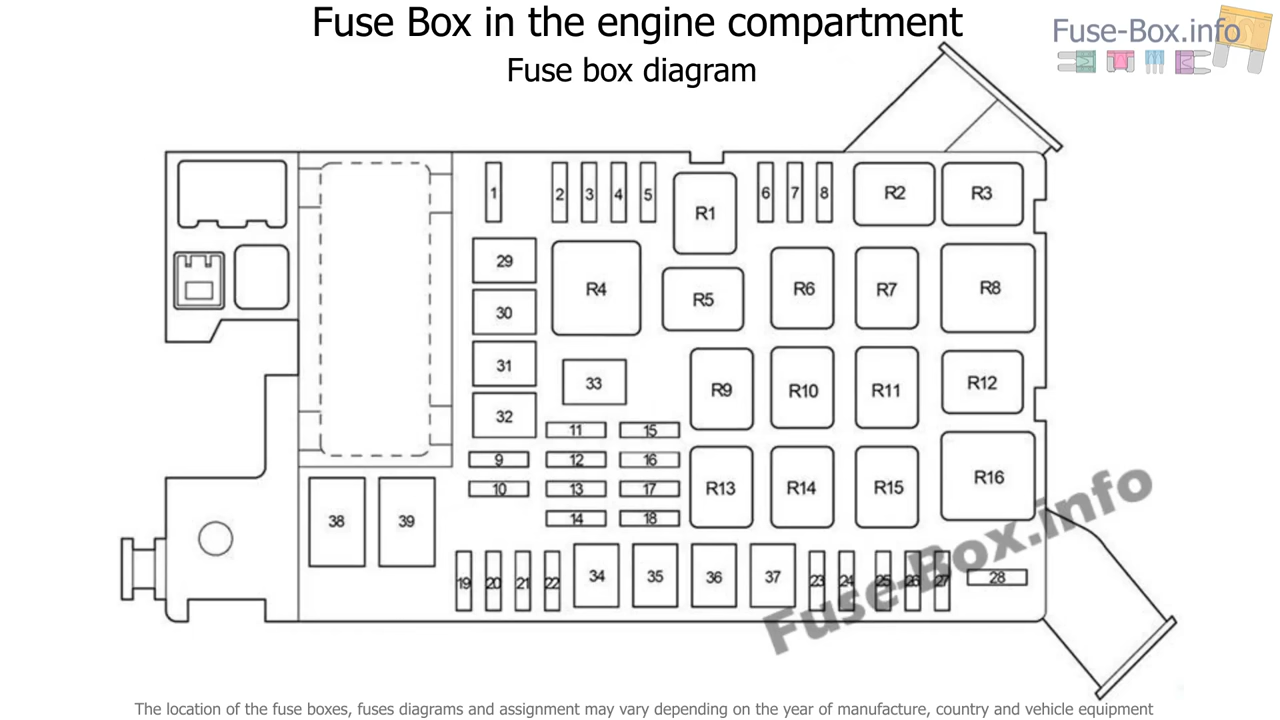 Fuse Box in the engine compartment
Fuse-Box.info
Fuse box diagram
1 2 3 4 5 R1 6 7 8 R2 R3
29 R4 R5 R6 R7 R8
30
31 33 R9 R10 R11 R12
32
11 15
9 12 16
10 13 17 R13 R14 R15 R16
14 18
38 39
19 20 21 22 34 35 36 37 23 24 25 26 27 28
Fuse-Box.info
The location of the fuse boxes, fuses diagrams and assignment may vary depending on the year of manufacture, country and vehicle equipment